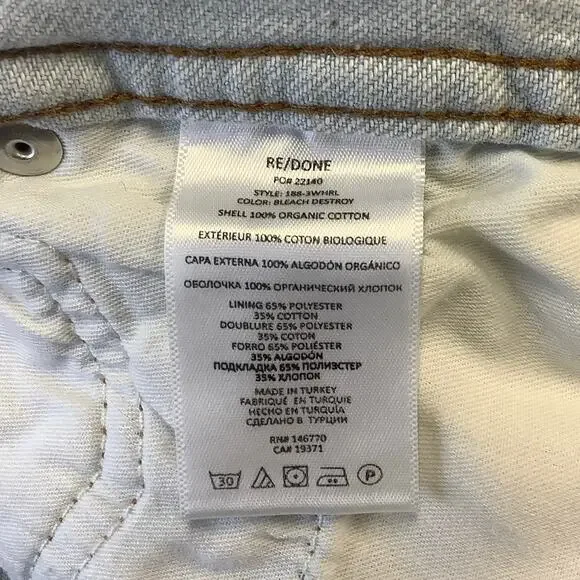 RE/DONE
PO# 22140
STYLE: 188-3WHRL
COLOR: BLEACH DESTROY
SHELL 100% ORGANIC COTTON
EXTÉRIEUR 100% COTON BIOLOGIQUE
CAPA EXTERNA 100% ALGODÓN ORGÁNICO
ОБОЛОЧКА 100% ОРГАНИЧЕСКИЙ ХЛОПОК
LINING 65% POLYESTER
35% COTTON
DOUBLURE 65% POLYESTER
35% COTON
FORRO 65% POLIÉSTER
35% ALGODÓN
ПОДКЛАДКА 65% ПОЛИЭСТЕР
35% ХЛОПОК
MADE IN TURKEY
FABRIQUÉ EN TURQUIE
HECHO EN TURQUÍA
СДЕЛАНО В ТУРЦИИ
RN# 146770
CA# 19371
30 P